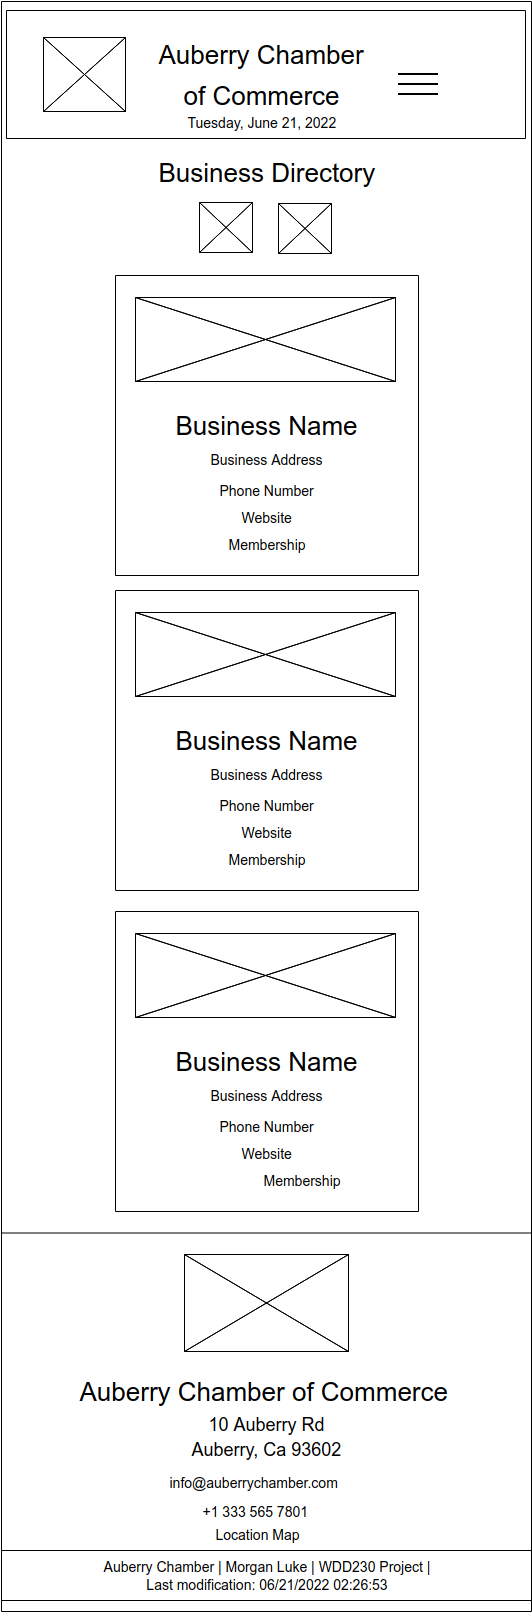 Auberry Chamber
of Commerce
Tuesday, June 21, 2022
Business Directory
Business Name
Business Address
Phone Number
Website
Membership
Business Name
Business Address
Phone Number
Website
Membership
Business Name
Business Address
Phone Number
Website
Membership
Auberry Chamber of Commerce
10 Auberry Rd
Auberry, Ca 93602
info@auberrychamber.com
+1 333 565 7801
Location Map
Auberry Chamber | Morgan Luke | WDD230 Project |
Last modification: 06/21/2022 02:26:53